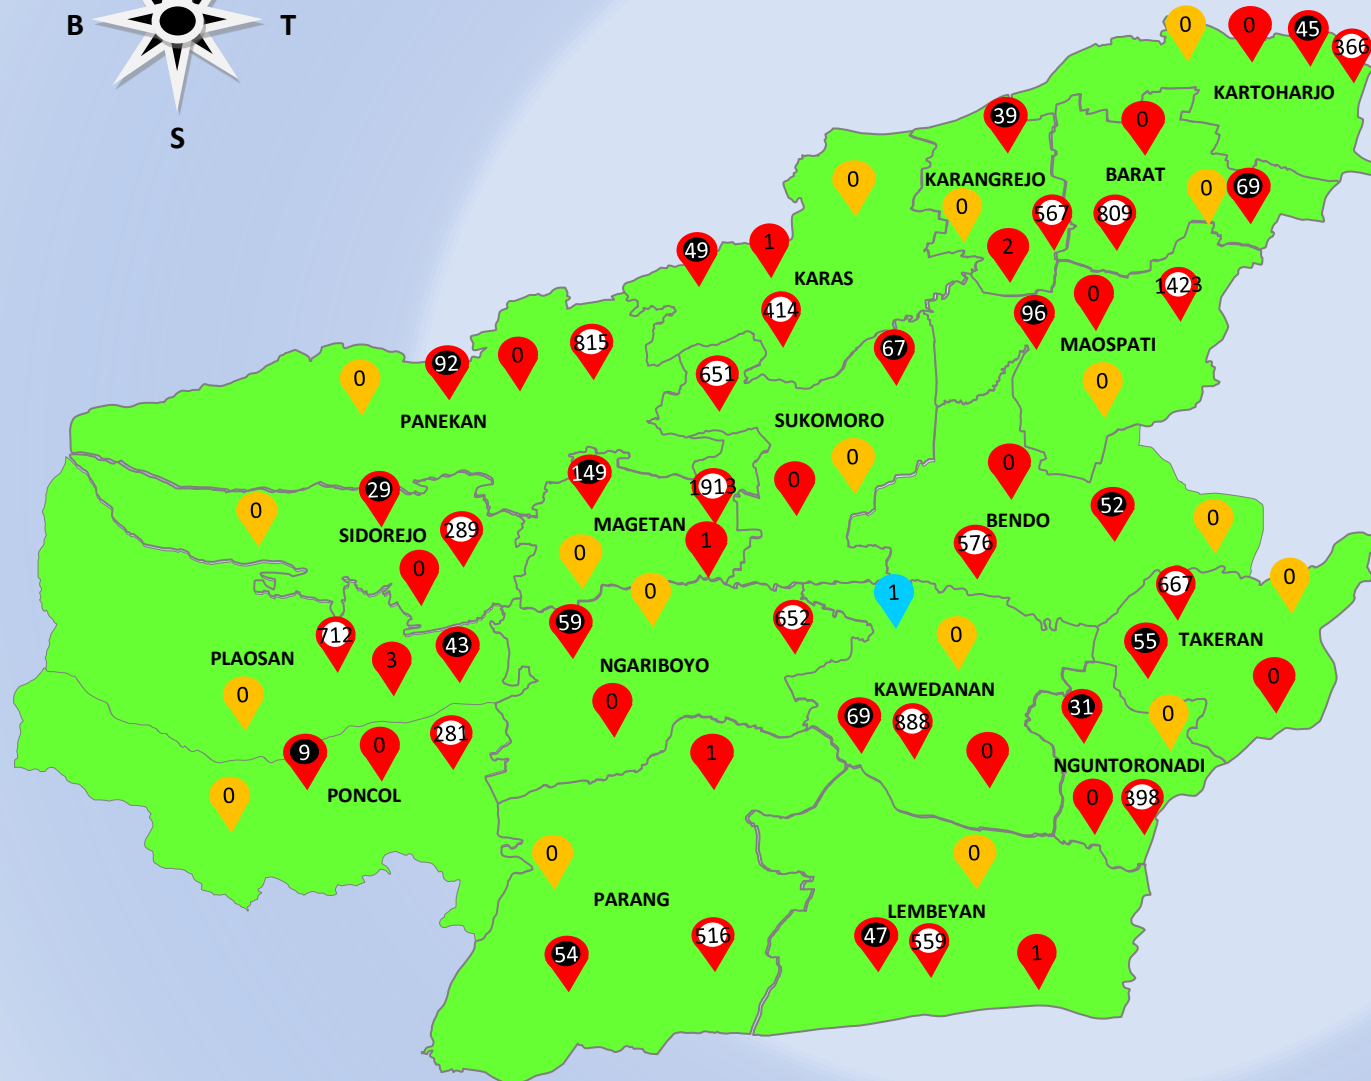 B T
S
0 0 45 366
KARTOHARJO
39 0
0 KARANGREJO BARAT 0 69
0 567 809
49 1 2
KARAS
414 96 0 1423
67 MAOSPATI
0 92 0 815 651 0
PANEKAN SUKOMORO
0 0
29 149 1913 0
0 SIDOREJO 289 MAGETAN BENDO 52 0
0 0 1 576
0 59 0 652 1 0 667 0
712 3 43 NGARIBOYO 0 55 TAKERAN
PLAOSAN KAWEDANAN 0
0 0 69 888 31 0
9 0 281 1 0 NGUNTORONADI
0 PONCOL 0 398
0 0
PARANG LEMBEYAN
54 516 47 559 1